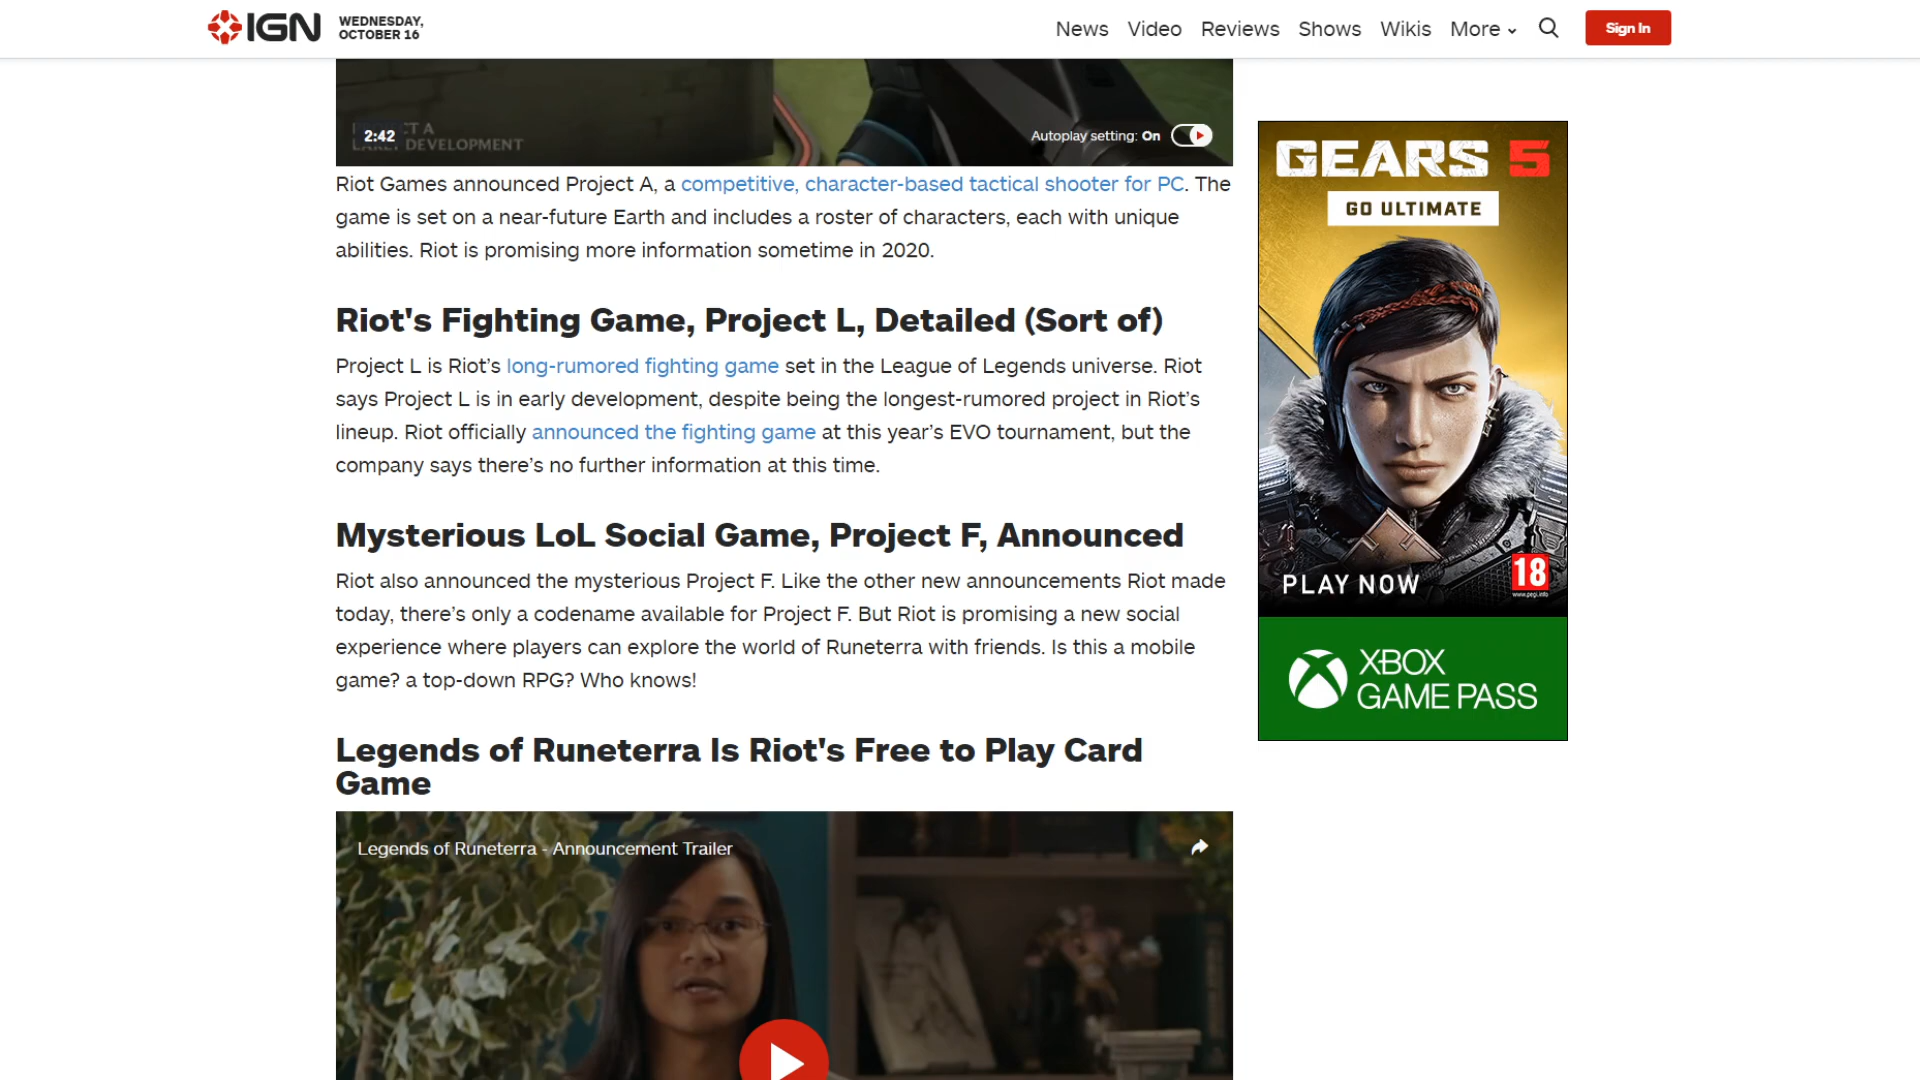 IGN
WEDNESDAY,
OCTOBER 16
News Video Reviews Shows Wikis More
Sign In
2:42
DEVELOPMENT
Autoplay setting: On
Riot Games announced Project A, a competitive, character-based tactical shooter for PC. The
game is set on a near-future Earth and includes a roster of characters, each with unique
abilities. Riot is promising more information sometime in 2020.
Riot's Fighting Game, Project L, Detailed (Sort of)
Project L is Riot’s long-rumored fighting game set in the League of Legends universe. Riot
says Project L is in early development, despite being the longest-rumored project in Riot’s
lineup. Riot officially announced the fighting game at this year’s EVO tournament, but the
company says there’s no further information at this time.
Mysterious LoL Social Game, Project F, Announced
Riot also announced the mysterious Project F. Like the other new announcements Riot made
today, there’s only a codename available for Project F. But Riot is promising a new social
experience where players can explore the world of Runeterra with friends. Is this a mobile
game? a top-down RPG? Who knows!
Legends of Runeterra Is Riot's Free to Play Card
Game
Legends of Runeterra - Announcement Trailer
GEARS 5
GO ULTIMATE
PLAY NOW
18
www.pegi.info
XBOX
GAME PASS